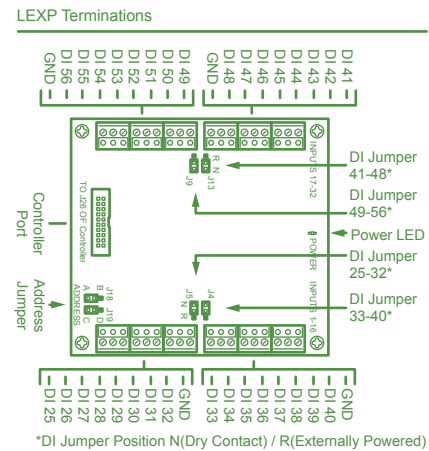 LEXP Terminations
GND
DI 56
DI 55
DI 54
DI 53
DI 52
DI 51
DI 50
DI 49
GND
DI 48
DI 47
DI 46
DI 45
DI 44
DI 43
DI 42
DI 41
R N
J9
J13
INPUTS 17-32
DI Jumper
41-48*
DI Jumper
49-56*
Controller
Port
TO J26 OF Controller
POWER
Power LED
DI Jumper
25-32*
DI Jumper
33-40*
Address
Jumper
ADDRESS
A
B
J18
C
D
J19
J5
N R
J4
INPUTS 1-16
DI 25
DI 26
DI 27
DI 28
DI 29
DI 30
DI 31
DI 32
GND
DI 33
DI 34
DI 35
DI 36
DI 37
DI 38
DI 39
DI 40
GND
*DI Jumper Position N(Dry Contact) / R(Externally Powered)